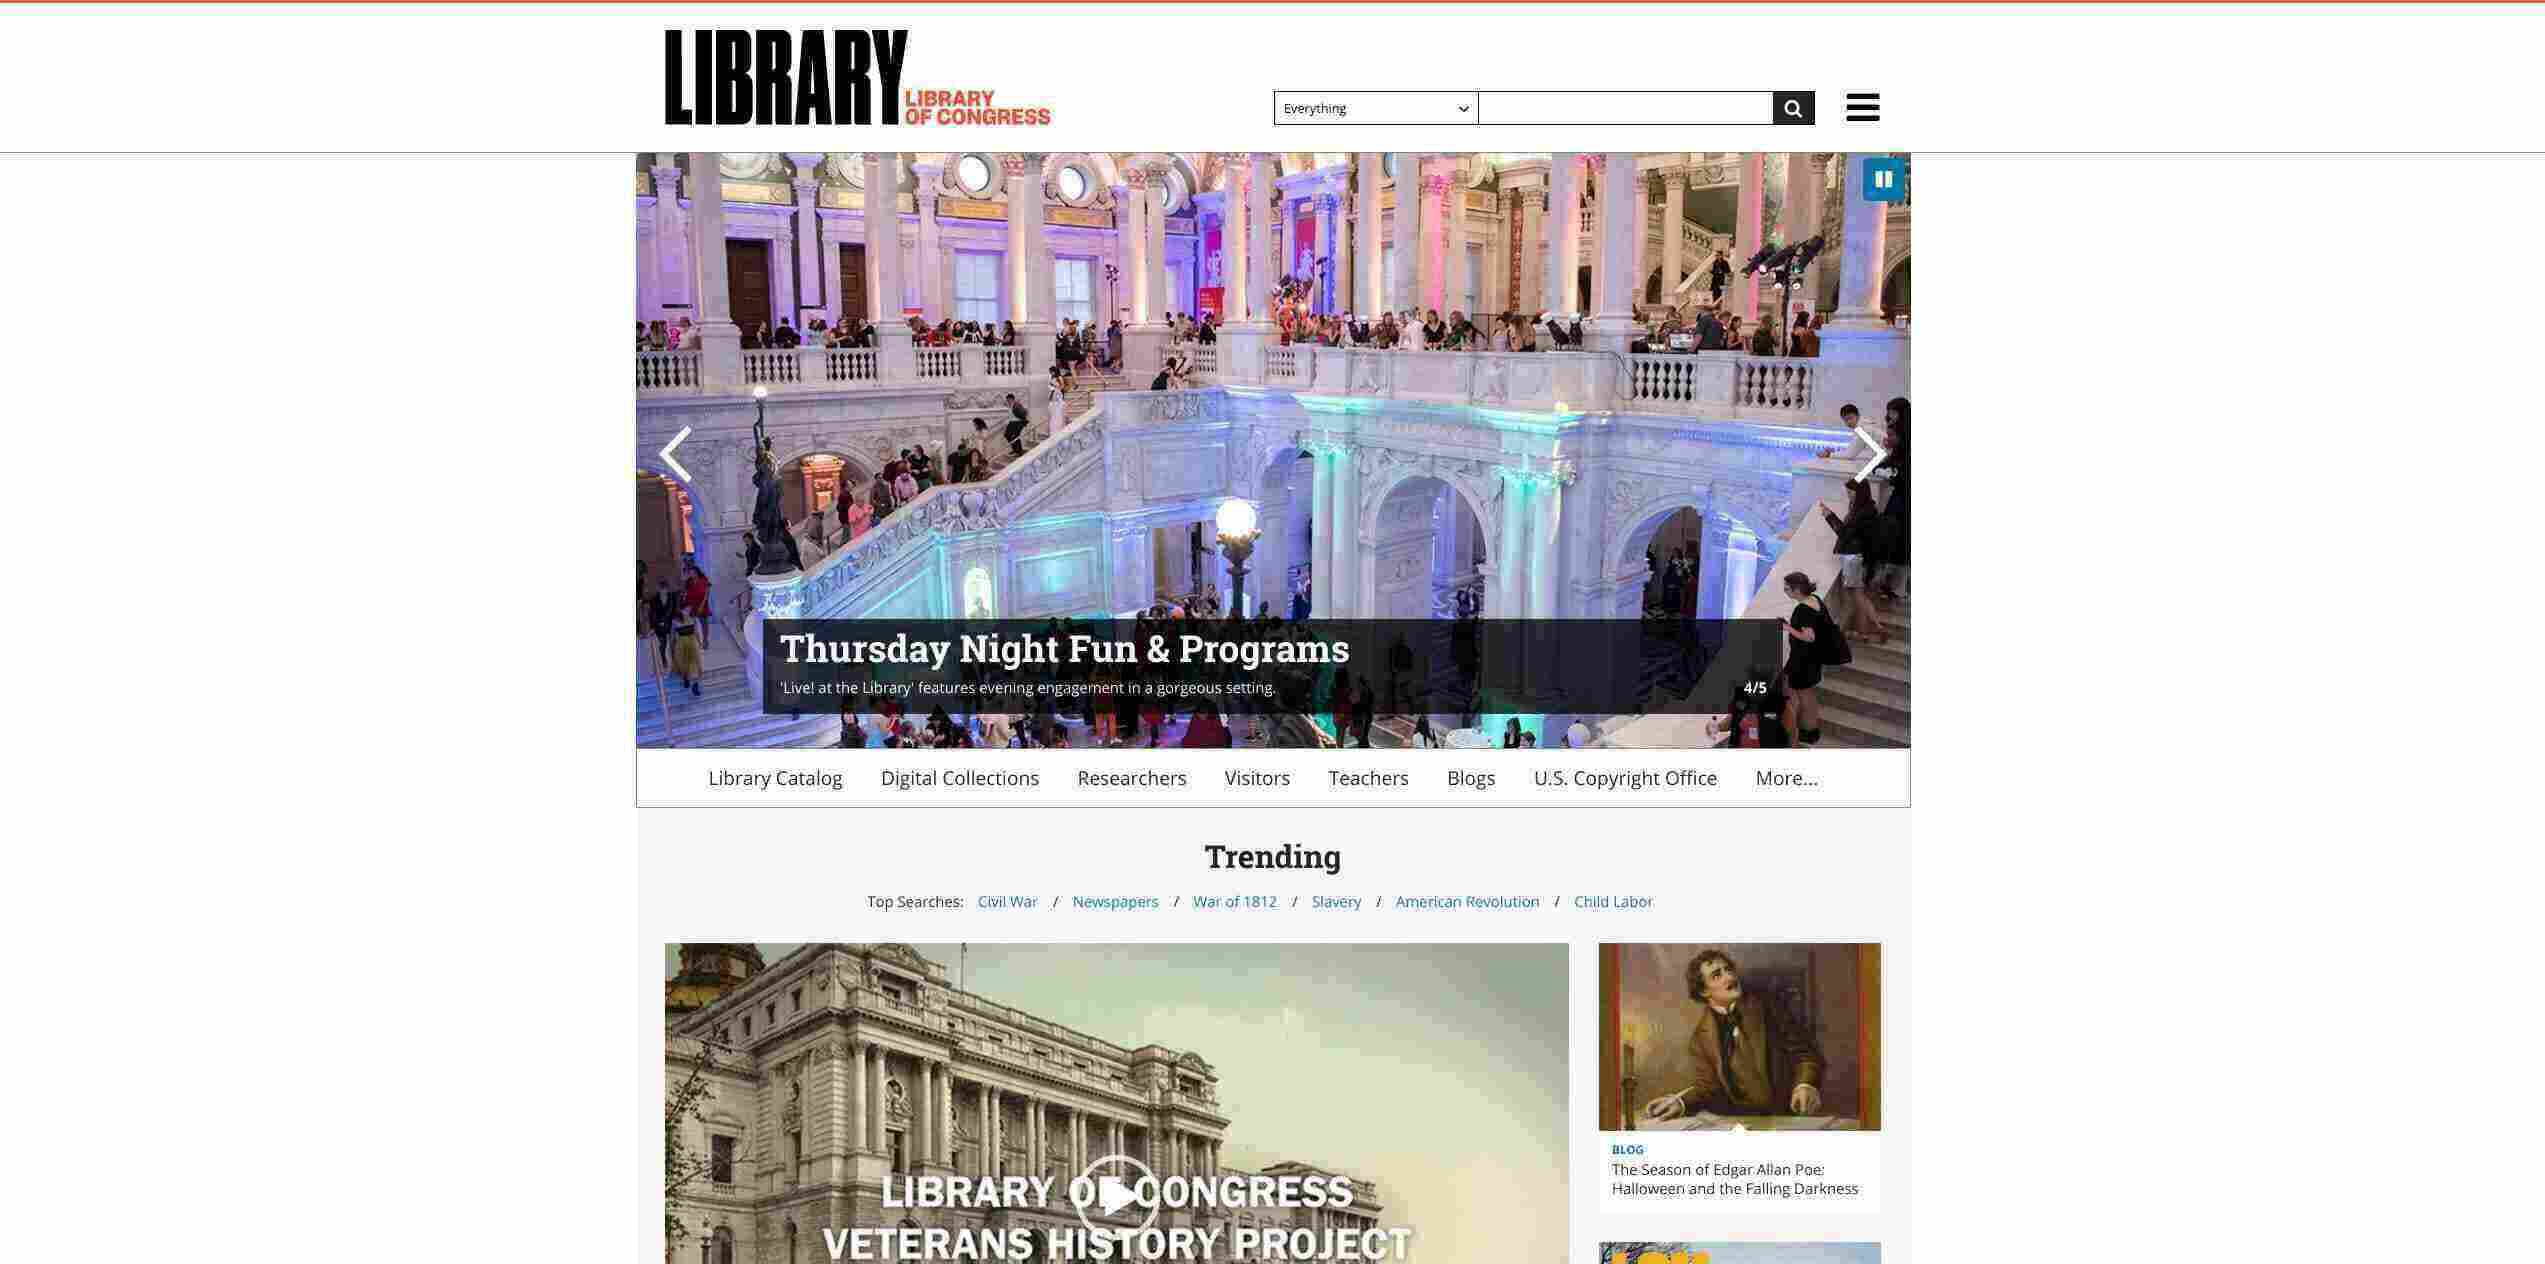 LIBRARY
LIBRARY
OF CONGRESS
Everything
Thursday Night Fun & Programs
'Live! at the Library' features evening engagement in a gorgeous setting.
4/5
Library Catalog
Digital Collections
Researchers
Visitors
Teachers
Blogs
U.S. Copyright Office
More...
Trending
Top Searches: Civil War / Newspapers / War of 1812 / Slavery / American Revolution / Child Labor
LIBRARY OF CONGRESS
VETERANS HISTORY PROJECT
BLOG
The Season of Edgar Allan Poe:
Halloween and the Falling Darkness